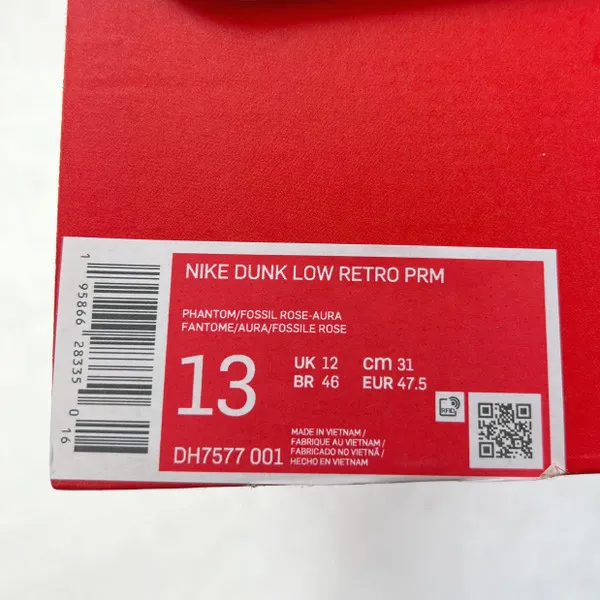 NIKE DUNK LOW RETRO PRM
PHANTOM/FOSSIL ROSE-AURA
FANTOME/AURA/FOSSILE ROSE
13
UK 12 cm 31
BR 46 EUR 47.5
DH7577 001
MADE IN VIETNAM /
FABRIQUE AU VIETNAM /
FABRICADO NO VIETNÃ /
HECHO EN VIETNAM
RFID
1 95866 28335 0 16